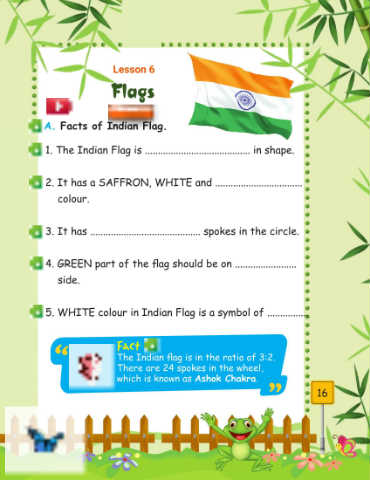 Lesson 6
Flags
A. Facts of Indian Flag.
1. The Indian Flag is ...................................... in shape.
2. It has a SAFFRON, WHITE and ...............................
colour.
3. It has ....................................... spokes in the circle.
4. GREEN part of the flag should be on ......................
side.
5. WHITE colour in Indian Flag is a symbol of ..............
Fact
The Indian flag is in the ratio of 3:2.
There are 24 spokes in the wheel,
which is known as Ashok Chakra.
16